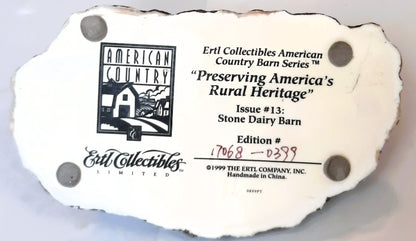 AMERICAN
COUNTRY
Ertl Collectibles™
LIMITED
Ertl Collectibles American
Country Barn Series™
"Preserving America's
Rural Heritage"
Issue #13:
Stone Dairy Barn
Edition #
17068-0399
©1999 THE ERTL COMPANY, INC.
Handmade in China.